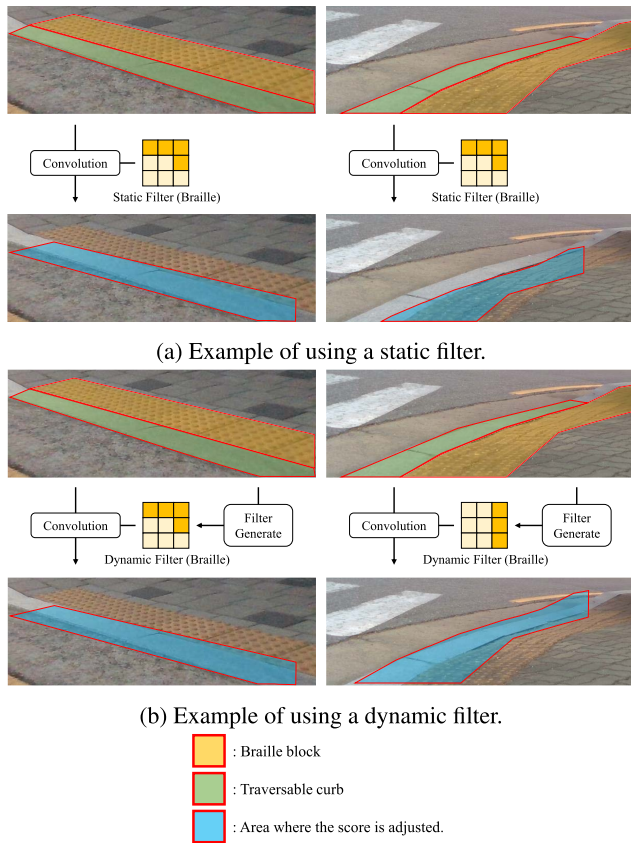 Convolution
Static Filter (Braille)
Convolution
Static Filter (Braille)
(a) Example of using a static filter.
Convolution
Filter
Generate
Dynamic Filter (Braille)
Convolution
Filter
Generate
Dynamic Filter (Braille)
(b) Example of using a dynamic filter.
: Braille block
: Traversable curb
: Area where the score is adjusted.